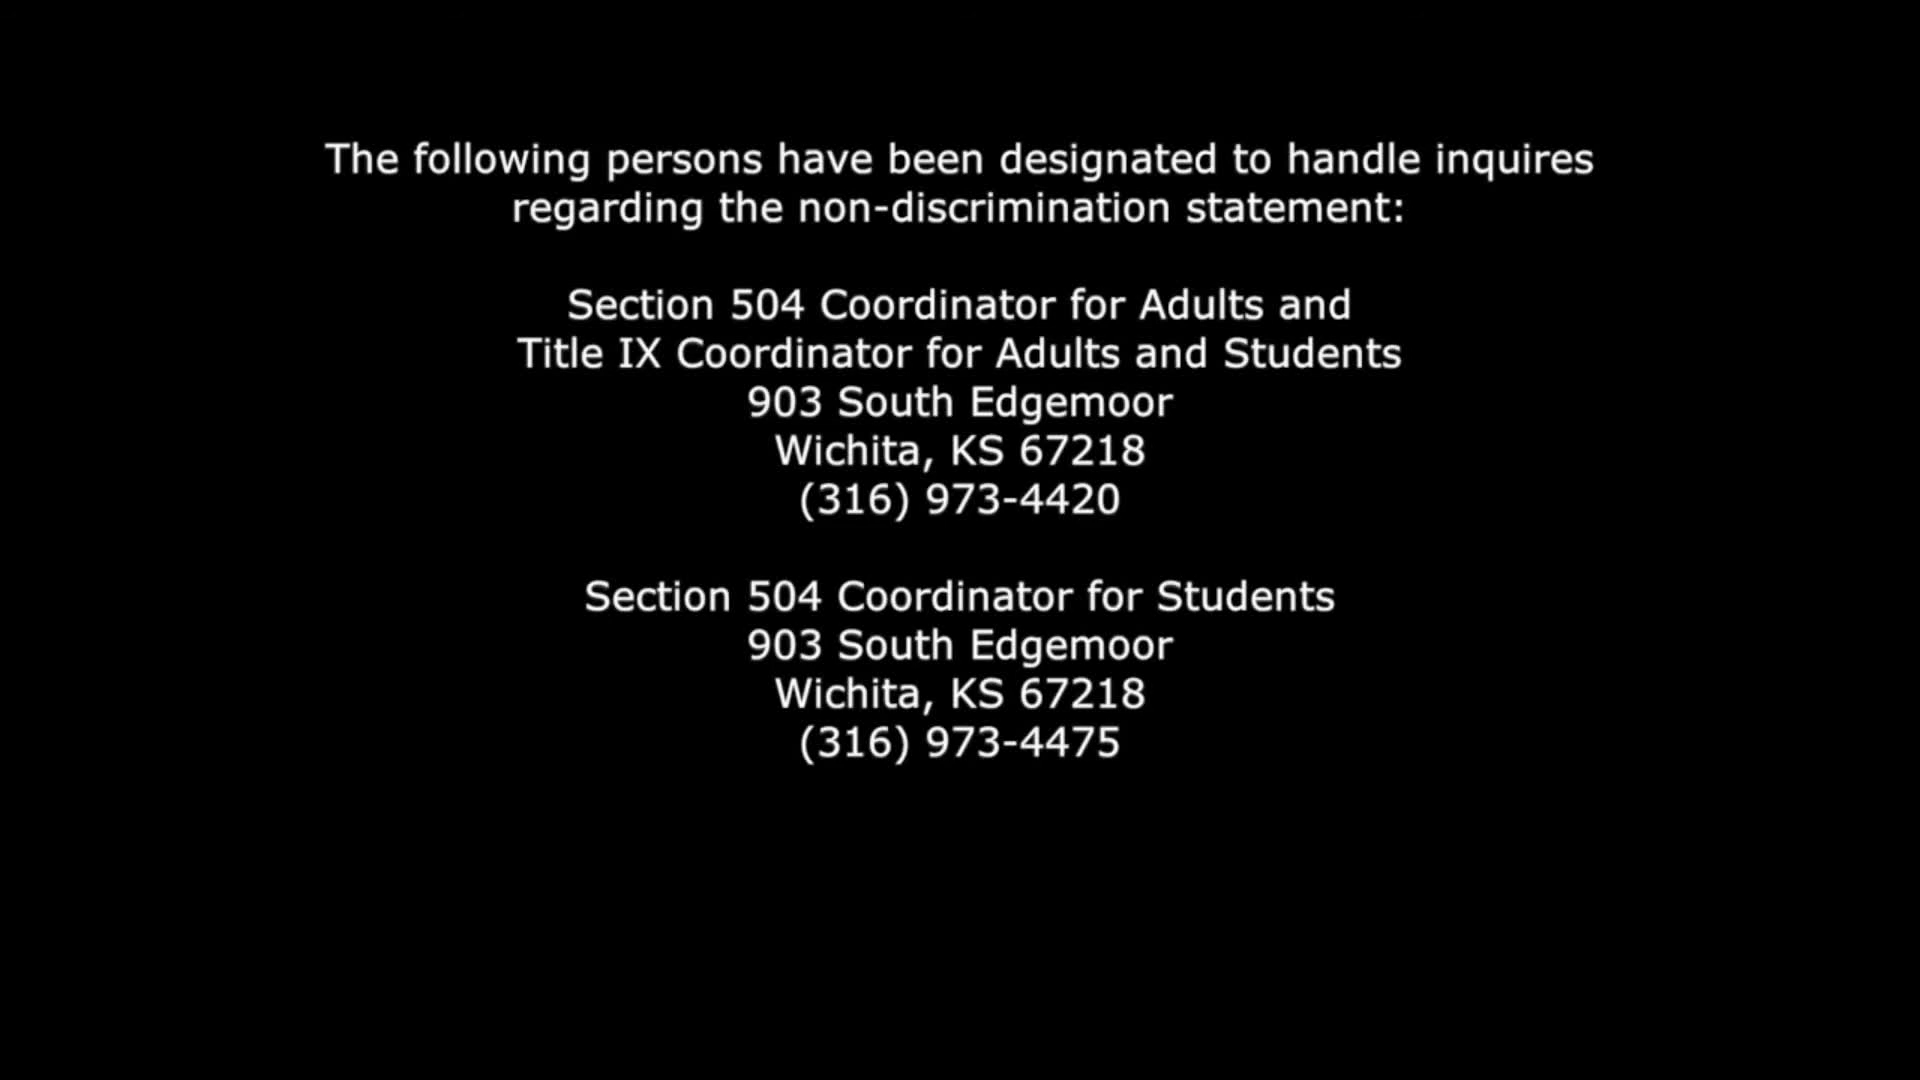 The following persons have been designated to handle inquires
regarding the non-discrimination statement:
Section 504 Coordinator for Adults and
Title IX Coordinator for Adults and Students
903 South Edgemoor
Wichita, KS 67218
(316) 973-4420
Section 504 Coordinator for Students
903 South Edgemoor
Wichita, KS 67218
(316) 973-4475